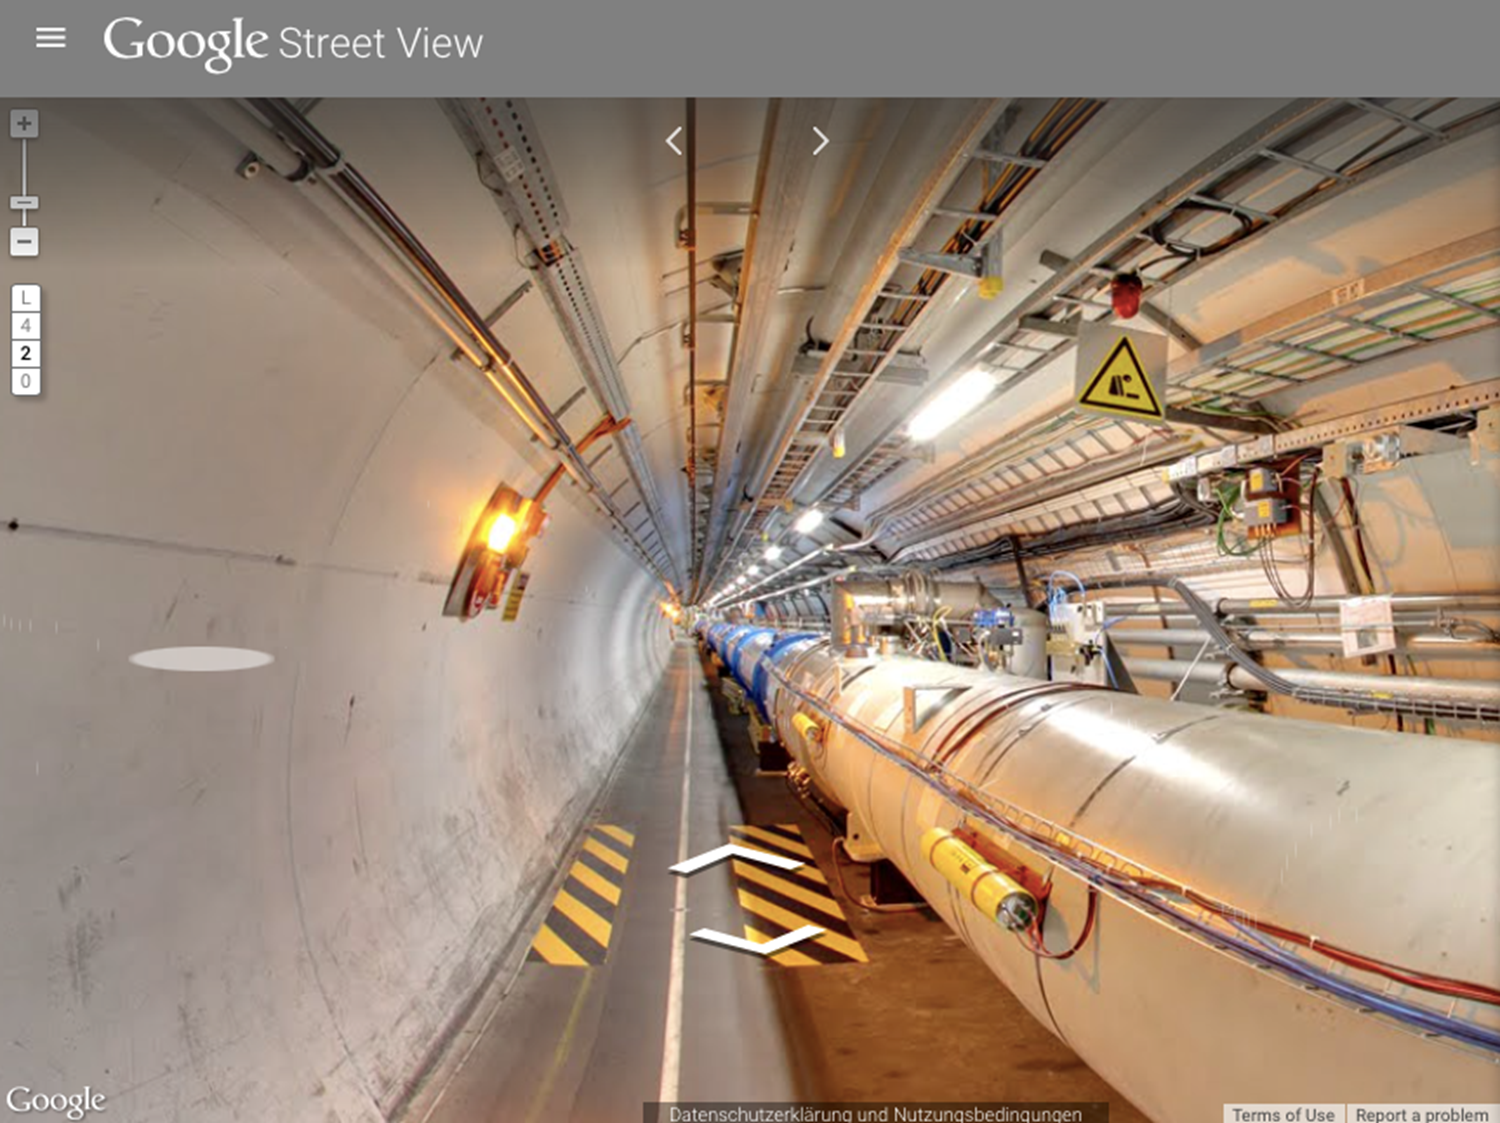 Google Street View
L
4
2
0
Google
Datenschutzerklärung und Nutzungsbedingungen
Terms of Use
Report a problem